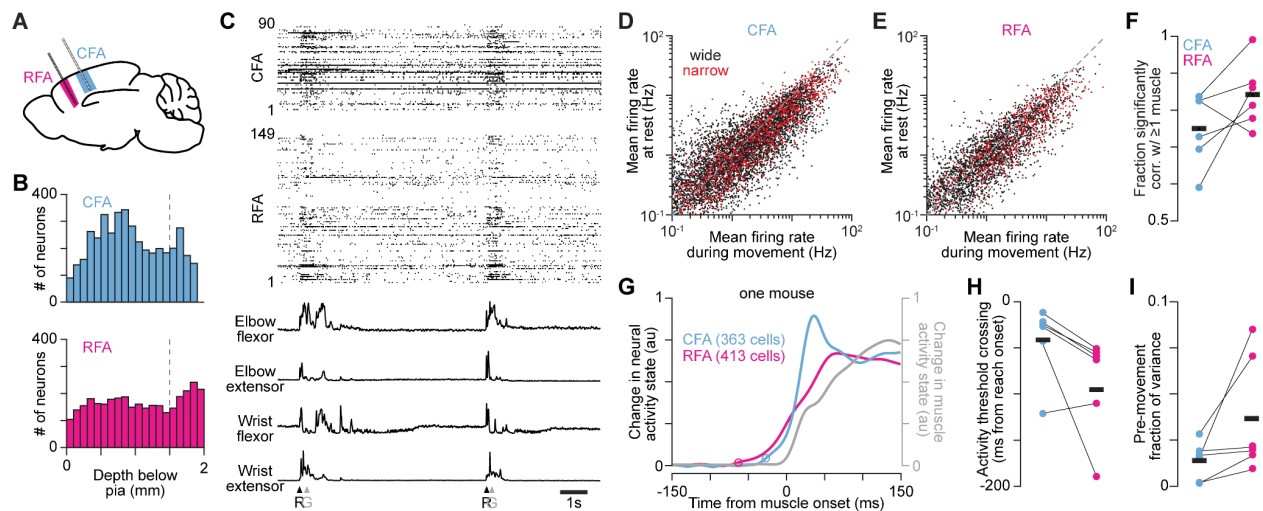 A
CFA
RFA
B
400
CFA
# of neurons
0
400
RFA
# of neurons
0
0
2
Depth below
pia (mm)
C
90
CFA
1
149
RFA
1
Elbow
flexor
Elbow
extensor
Wrist
flexor
Wrist
extensor
R G
R G
1s
D
CFA
10²
wide
narrow
Mean firing rate
at rest (Hz)
10⁻¹
10⁻¹
10²
Mean firing rate
during movement (Hz)
E
RFA
10²
Mean firing rate
at rest (Hz)
10⁻¹
10⁻¹
10²
Mean firing rate
during movement (Hz)
F
CFA
RFA
1
Fraction significantly
corr. w/ ≥1 muscle
0.5
G
one mouse
1
1
CFA (363 cells)
RFA (413 cells)
Change in neural
activity state (au)
Change in muscle
activity state (au)
0
0
-150
0
150
Time from muscle onset (ms)
H
0
Activity threshold crossing
(ms from reach onset)
-200
I
0.1
Pre-movement
fraction of variance
0